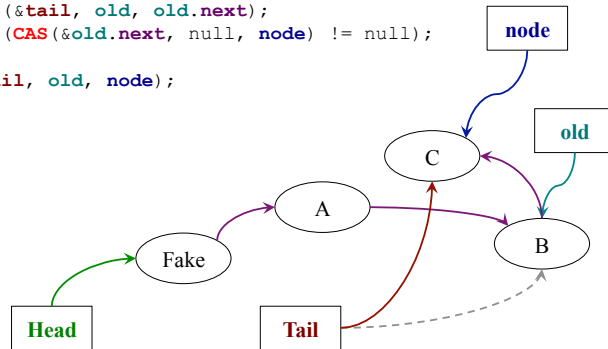 (&tail, old, old.next);
(CAS(&old.next, null, node) != null);
il, old, node);
node
old
C
A
B
Fake
Head
Tail